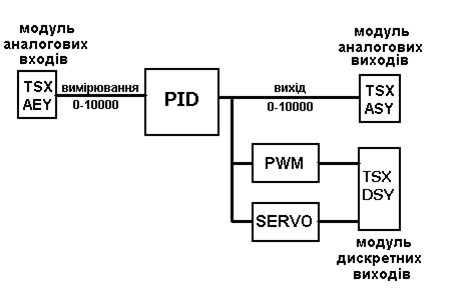 модуль
аналогових
входів
TSX
AEY
вимірювання
0-10000
PID
вихід
0-10000
модуль
аналогових
виходів
TSX
ASY
PWM
SERVO
TSX
DSY
модуль
дискретних
виходів